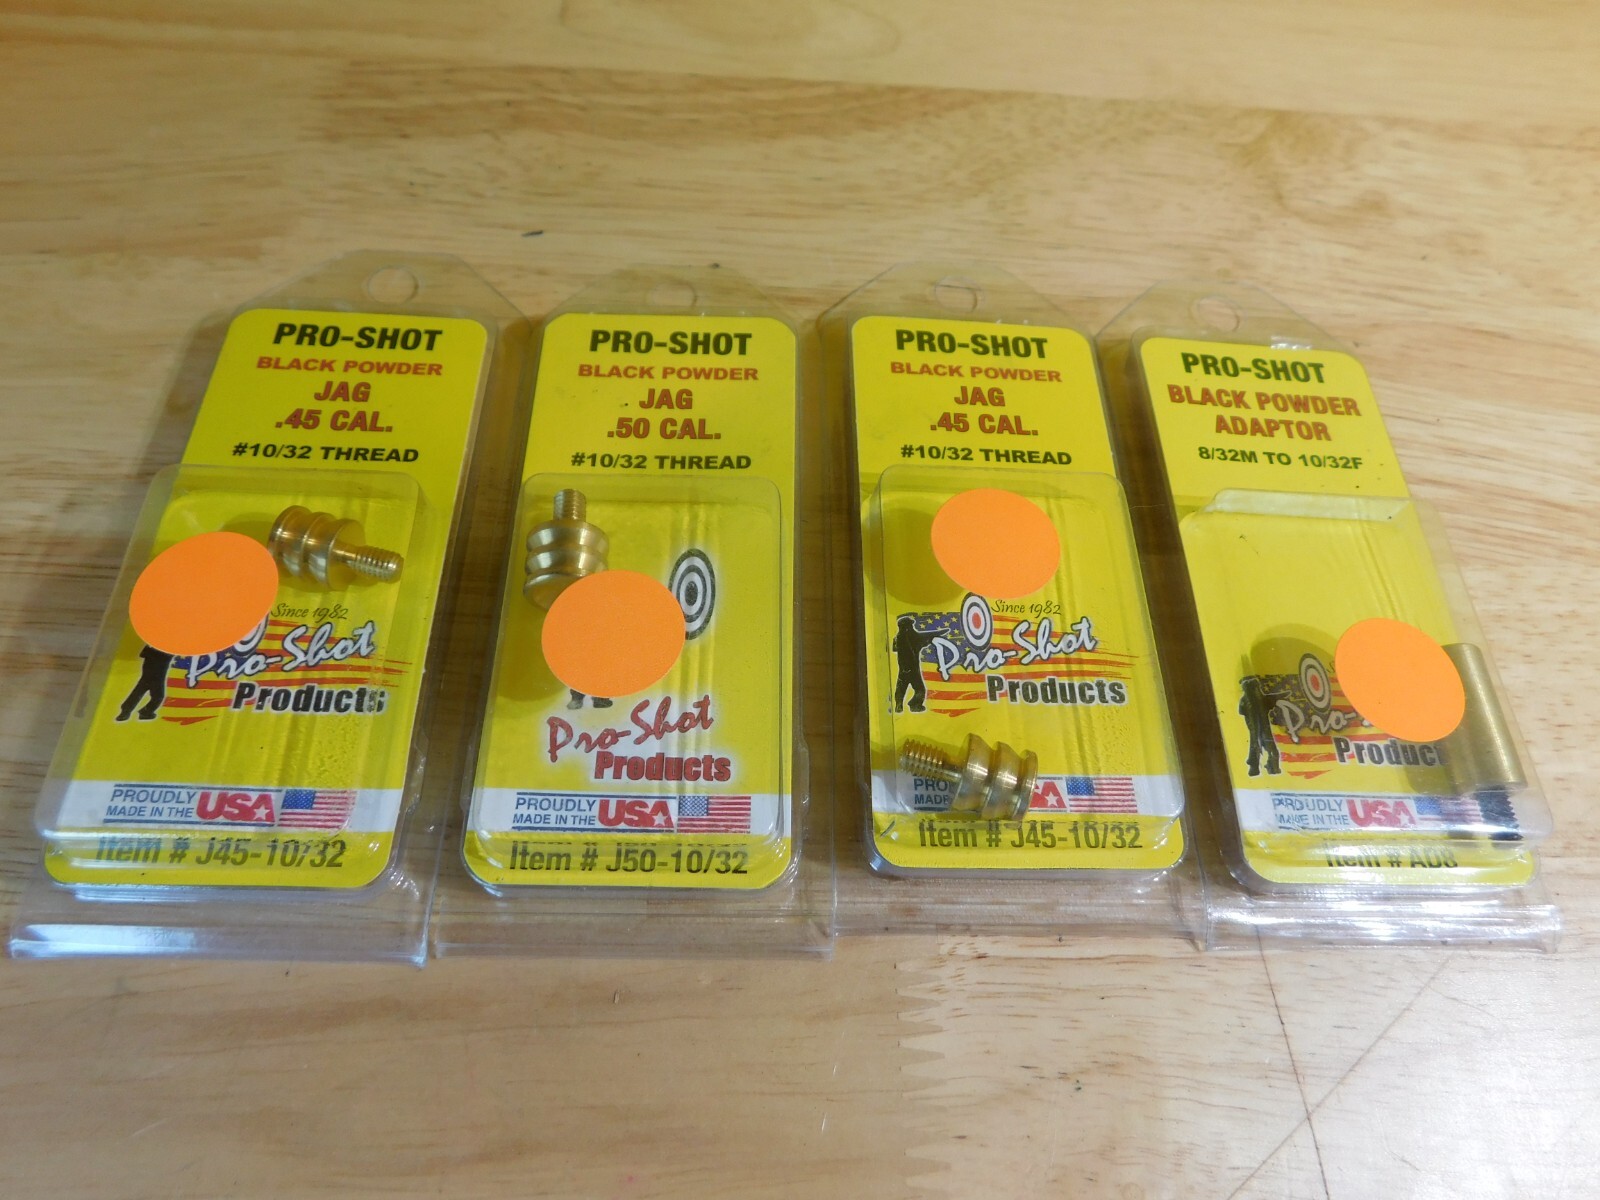 PRO-SHOT
BLACK POWDER
JAG
.45 CAL.
#10/32 THREAD
Since 1982
Pro-Shot
Products
PROUDLY
MADE IN THE USA
Item # J45-10/32
PRO-SHOT
BLACK POWDER
JAG
.50 CAL.
#10/32 THREAD
Pro-Shot
Products
PROUDLY
MADE IN THE USA
Item # J50-10/32
PRO-SHOT
BLACK POWDER
JAG
.45 CAL.
#10/32 THREAD
Since 1982
Pro-Shot
Products
Item # J45-10/32
PRO-SHOT
BLACK POWDER
ADAPTOR
8/32M TO 10/32F
PROUDLY
MADE IN THE USA
Item # AD8